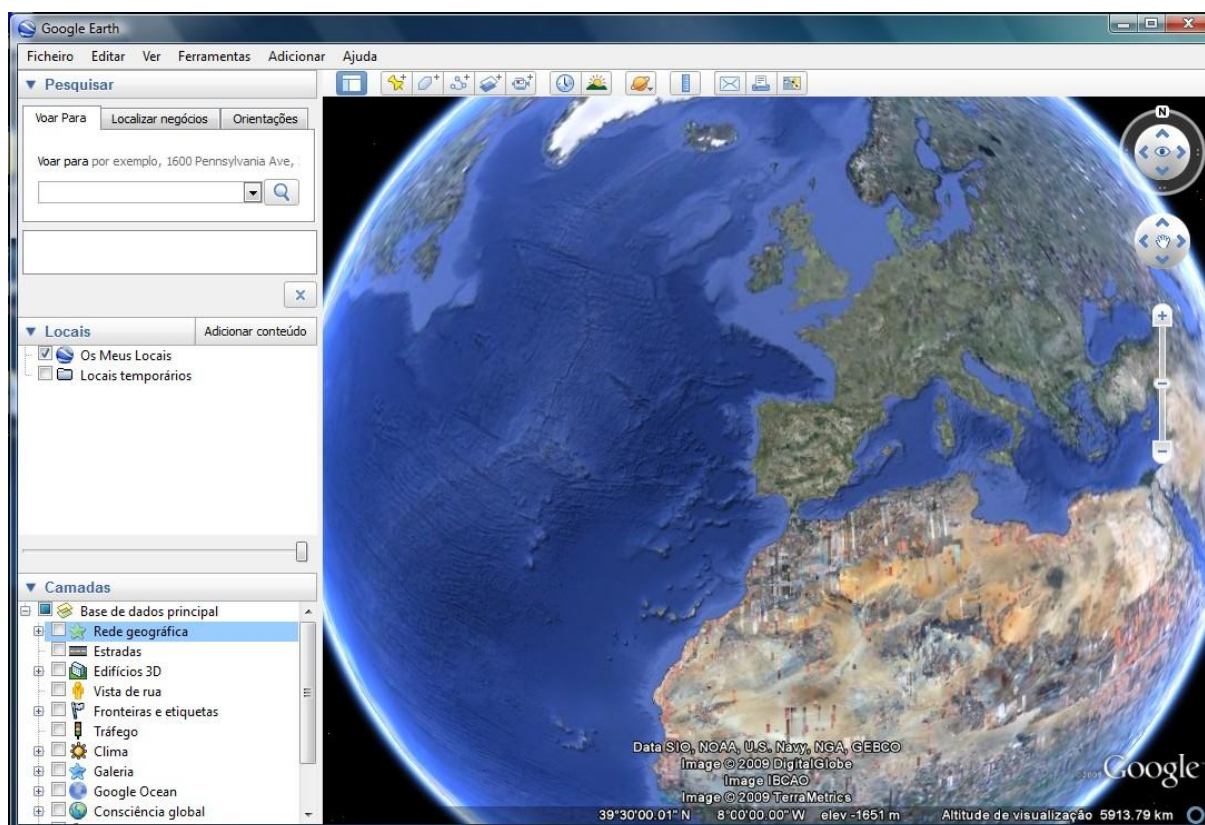 Google Earth
Ficheiro Editar Ver Ferramentas Adicionar Ajuda
Pesquisar
Voar Para Localizar negócios Orientações
Voar para por exemplo, 1600 Pennsylvania Ave,
Locais Adicionar conteúdo
Os Meus Locais
Locais temporários
Camadas
Base de dados principal
Rede geográfica
Estradas
Edifícios 3D
Vista de rua
Fronteiras e etiquetas
Tráfego
Clima
Galeria
Google Ocean
Consciência global
N
Data SIO, NOAA, U.S. Navy, NGA, GEBCO
Image © 2009 DigitalGlobe
Image IBCAO
Image © 2009 TerraMetrics
Google
39°30'00.01" N 8°00'00.00" W elev -1651 m Altitude de visualização 5913.79 km